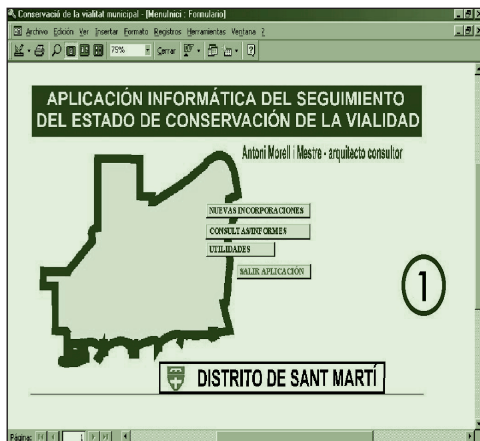 Conservació de la vialitat municipal - [MenuInici : Formulario]
Archivo Edición Ver Insertar Formato Registros Herramientas Ventana ?
75% Cerrar
APLICACIÓN INFORMÁTICA DEL SEGUIMIENTO
DEL ESTADO DE CONSERVACIÓN DE LA VIALIDAD
Antoni Morell i Mestre - arquitecto consultor
NUEVAS INCORPORACIONES
CONSULTAS/INFORMES
UTILIDADES
SALIR APLICACIÓN
1
DISTRITO DE SANT MARTÍ
Página: 1